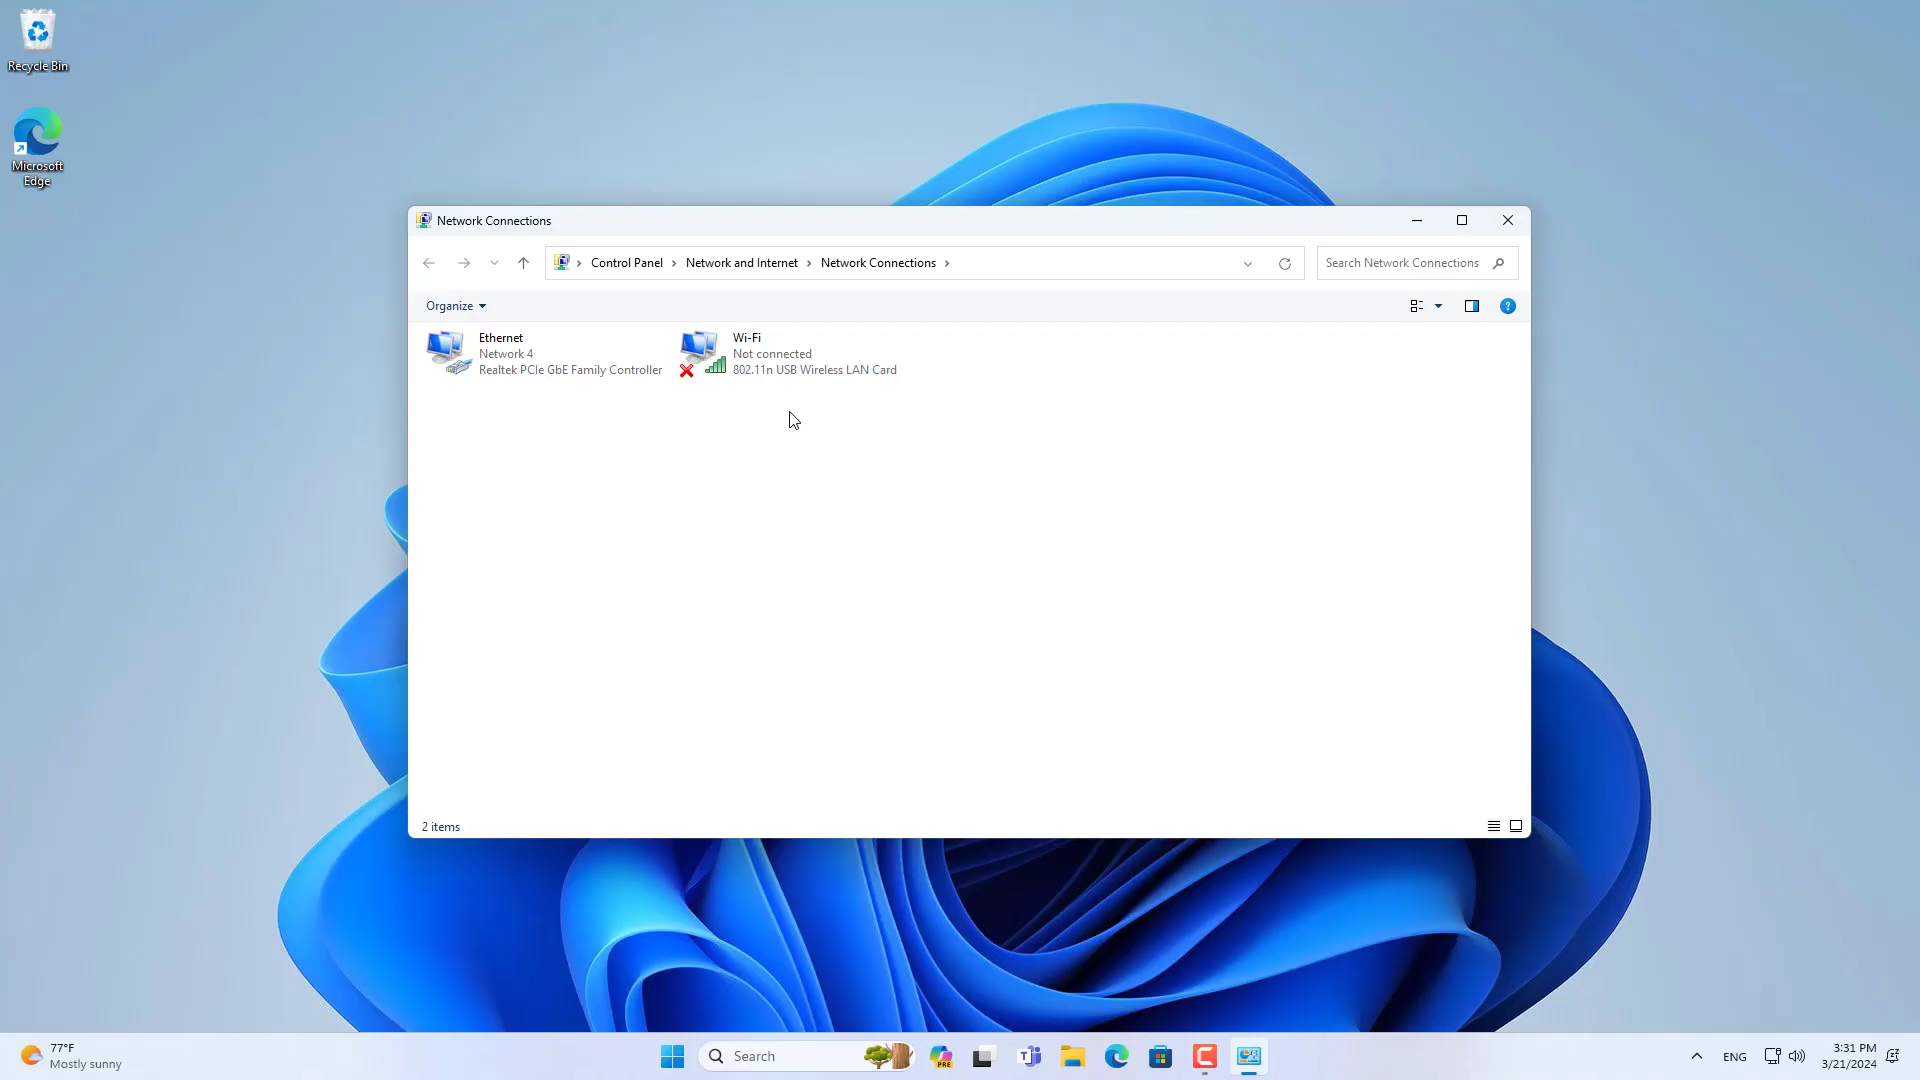 Recycle Bin
Microsoft
Edge
Network Connections
Control Panel
Network and Internet
Network Connections
Search Network Connections
Organize
?
Ethernet
Network 4
Realtek PCIe GbE Family Controller
Wi-Fi
Not connected
802.11n USB Wireless LAN Card
2 items
77°F
Mostly sunny
Search
PRE
T
ENG
3:31 PM
3/21/2024